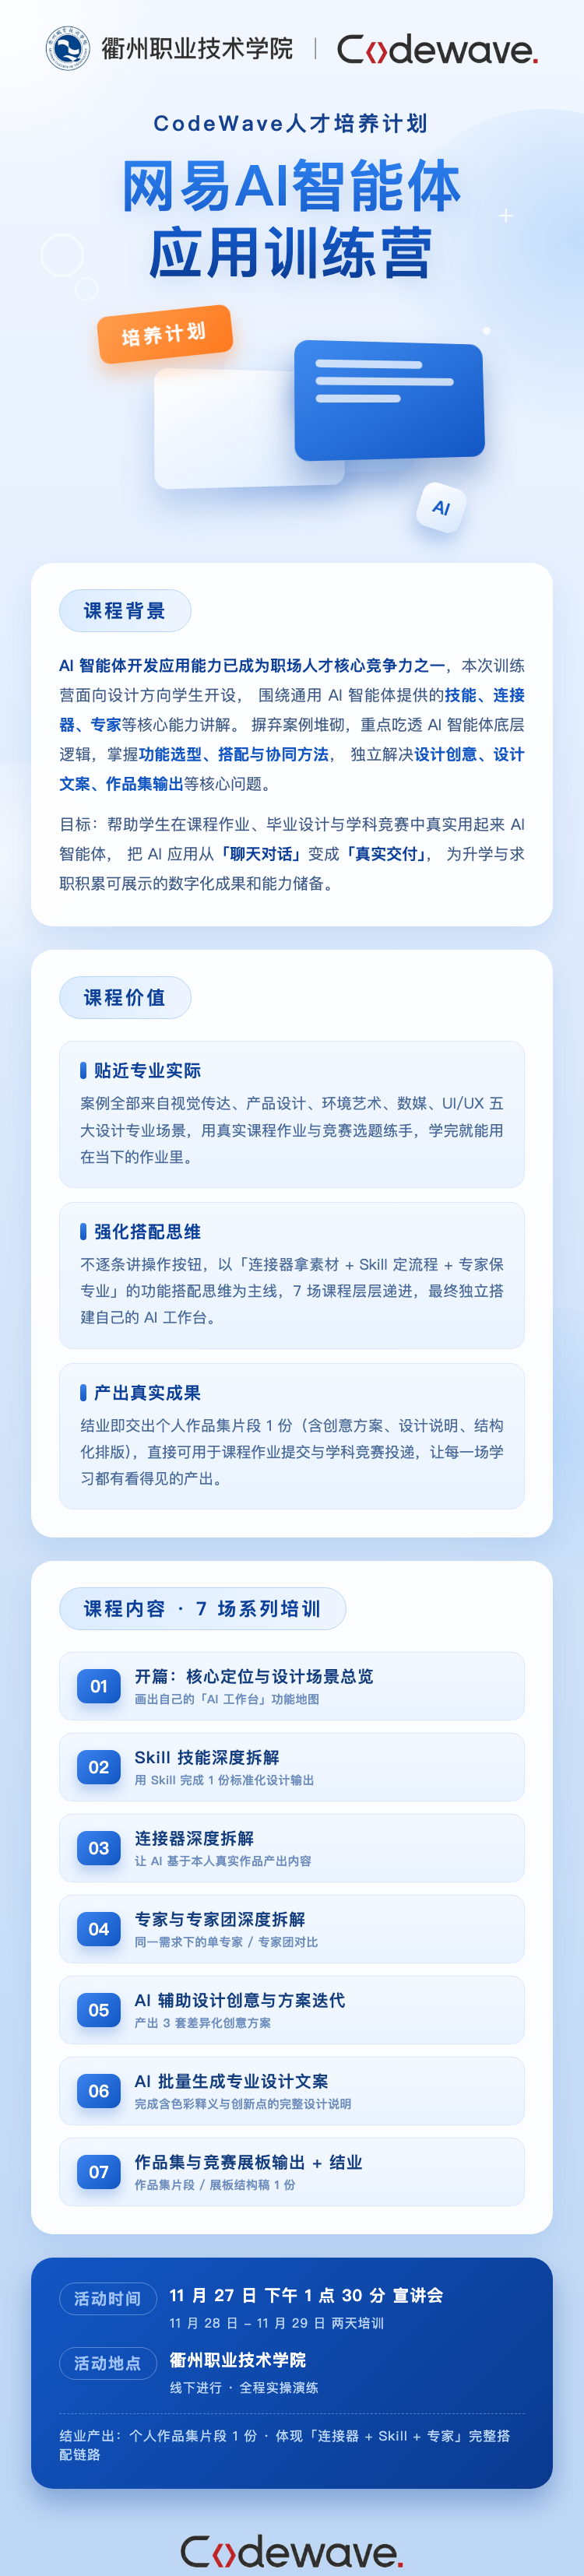 衢州职业技术学院
Codewave.
CodeWave人才培养计划
网易AI智能体
应用训练营
培养计划
AI
课程背景
AI 智能体开发应用能力已成为职场人才核心竞争力之一，本次训练
营面向设计方向学生开设， 围绕通用 AI 智能体提供的技能、连接
器、专家等核心能力讲解。 摒弃案例堆砌，重点吃透 AI 智能体底层
逻辑，掌握功能选型、搭配与协同方法， 独立解决设计创意、设计
文案、作品集输出等核心问题。
目标：帮助学生在课程作业、毕业设计与学科竞赛中真实用起来 AI
智能体， 把 AI 应用从「聊天对话」变成「真实交付」， 为升学与求
职积累可展示的数字化成果和能力储备。
课程价值
贴近专业实际
案例全部来自视觉传达、产品设计、环境艺术、数媒、UI/UX 五
大设计专业场景，用真实课程作业与竞赛选题练手，学完就能用
在当下的作业里。
强化搭配思维
不逐条讲操作按钮，以「连接器拿素材 + Skill 定流程 + 专家保
专业」的功能搭配思维为主线，7 场课程层层递进，最终独立搭
建自己的 AI 工作台。
产出真实成果
结业即交出个人作品集片段 1 份（含创意方案、设计说明、结构
化排版），直接可用于课程作业提交与学科竞赛投递，让每一场学
习都有看得见的产出。
课程内容 · 7 场系列培训
01
开篇：核心定位与设计场景总览
画出自己的「AI 工作台」功能地图
02
Skill 技能深度拆解
用 Skill 完成 1 份标准化设计输出
03
连接器深度拆解
让 AI 基于本人真实作品产出内容
04
专家与专家团深度拆解
同一需求下的单专家 / 专家团对比
05
AI 辅助设计创意与方案迭代
产出 3 套差异化创意方案
06
AI 批量生成专业设计文案
完成含色彩释义与创新点的完整设计说明
07
作品集与竞赛展板输出 + 结业
作品集片段 / 展板结构稿 1 份
活动时间
11 月 27 日 下午 1 点 30 分 宣讲会
11 月 28 日 – 11 月 29 日 两天培训
活动地点
衢州职业技术学院
线下进行 · 全程实操演练
结业产出：个人作品集片段 1 份 · 体现「连接器 + Skill + 专家」完整搭
配链路
Codewave.